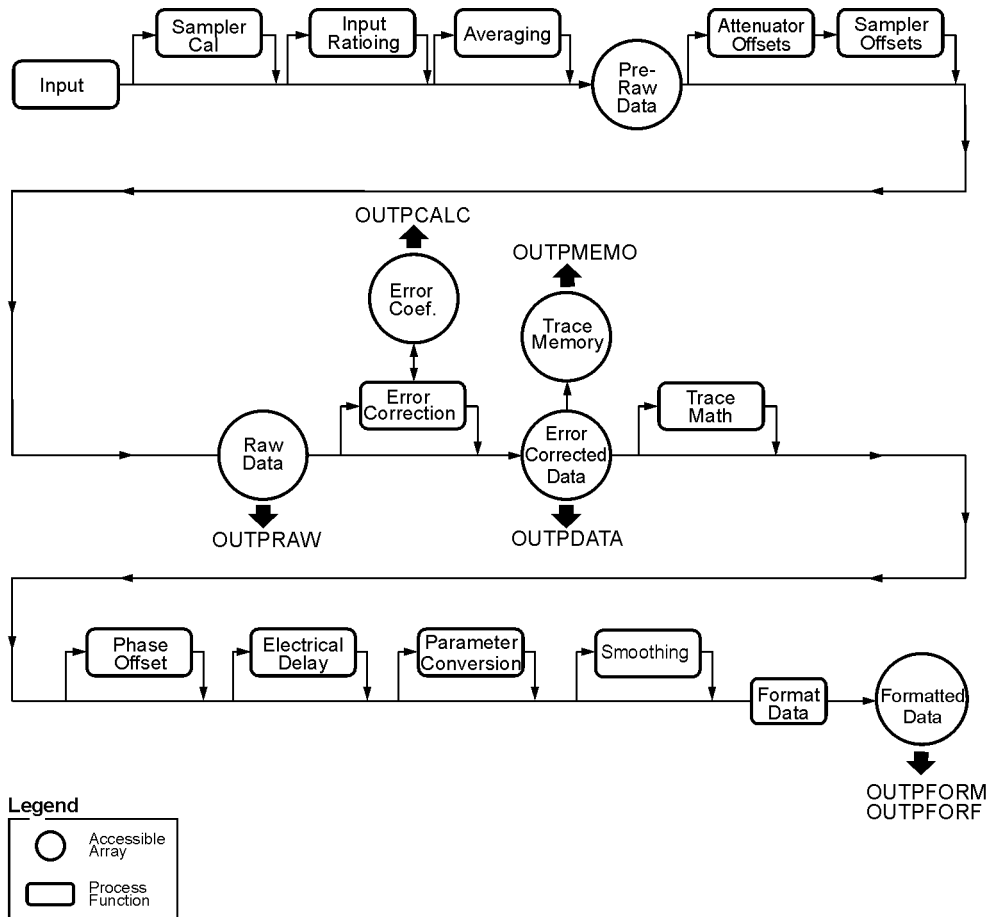 Input
Sampler
Cal
Input
Ratioing
Averaging
Pre-
Raw
Data
Attenuator
Offsets
Sampler
Offsets
OUTPCALC
Error
Coef.
OUTPMEMO
Trace
Memory
Raw
Data
OUTPRAW
Error
Correction
Error
Corrected
Data
OUTPDATA
Trace
Math
Phase
Offset
Electrical
Delay
Parameter
Conversion
Smoothing
Format
Data
Formatted
Data
OUTPFORM
OUTPFORF
Legend
Accessible
Array
Process
Function